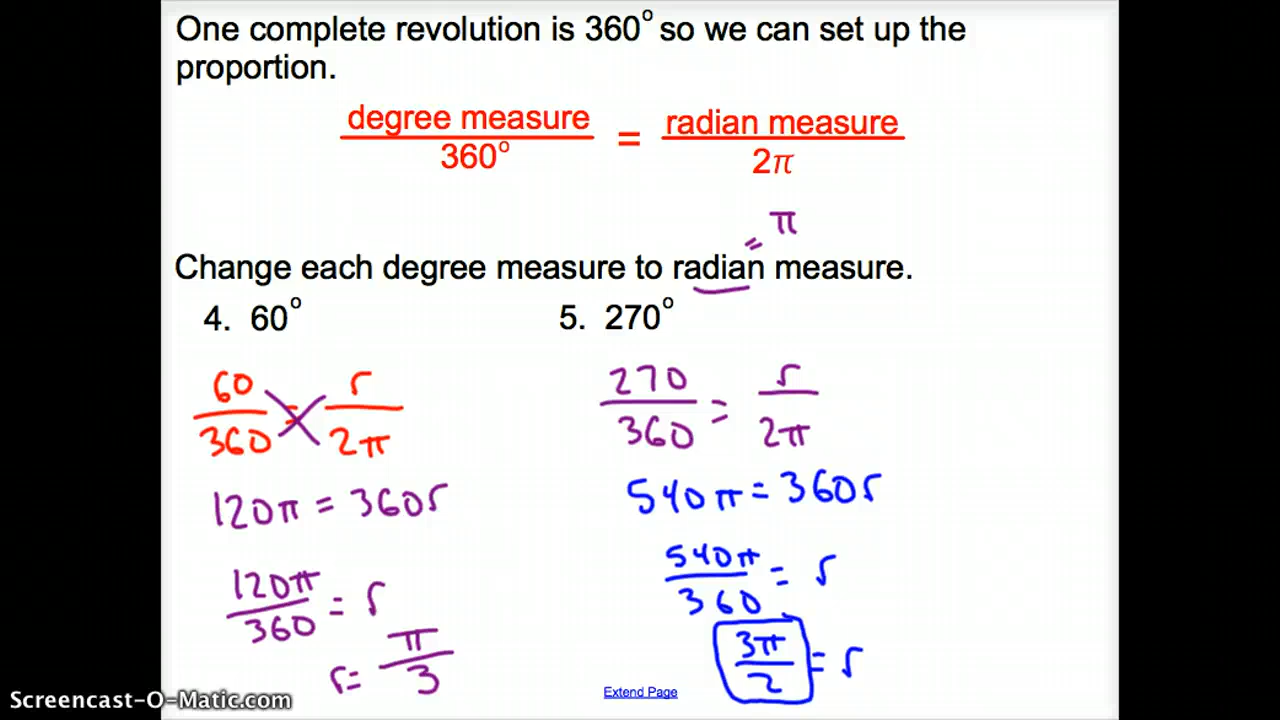 One complete revolution is 360° so we can set up the
proportion.
degree measure / 360° = radian measure / 2π
= π
Change each degree measure to radian measure.
4. 60°
60/360 = r/2π
120π = 360r
120π/360 = r
r = π/3
5. 270°
270/360 = r/2π
540π = 360r
540π/360 = r
3π/2 = r
Extend Page
Screencast-O-Matic.com